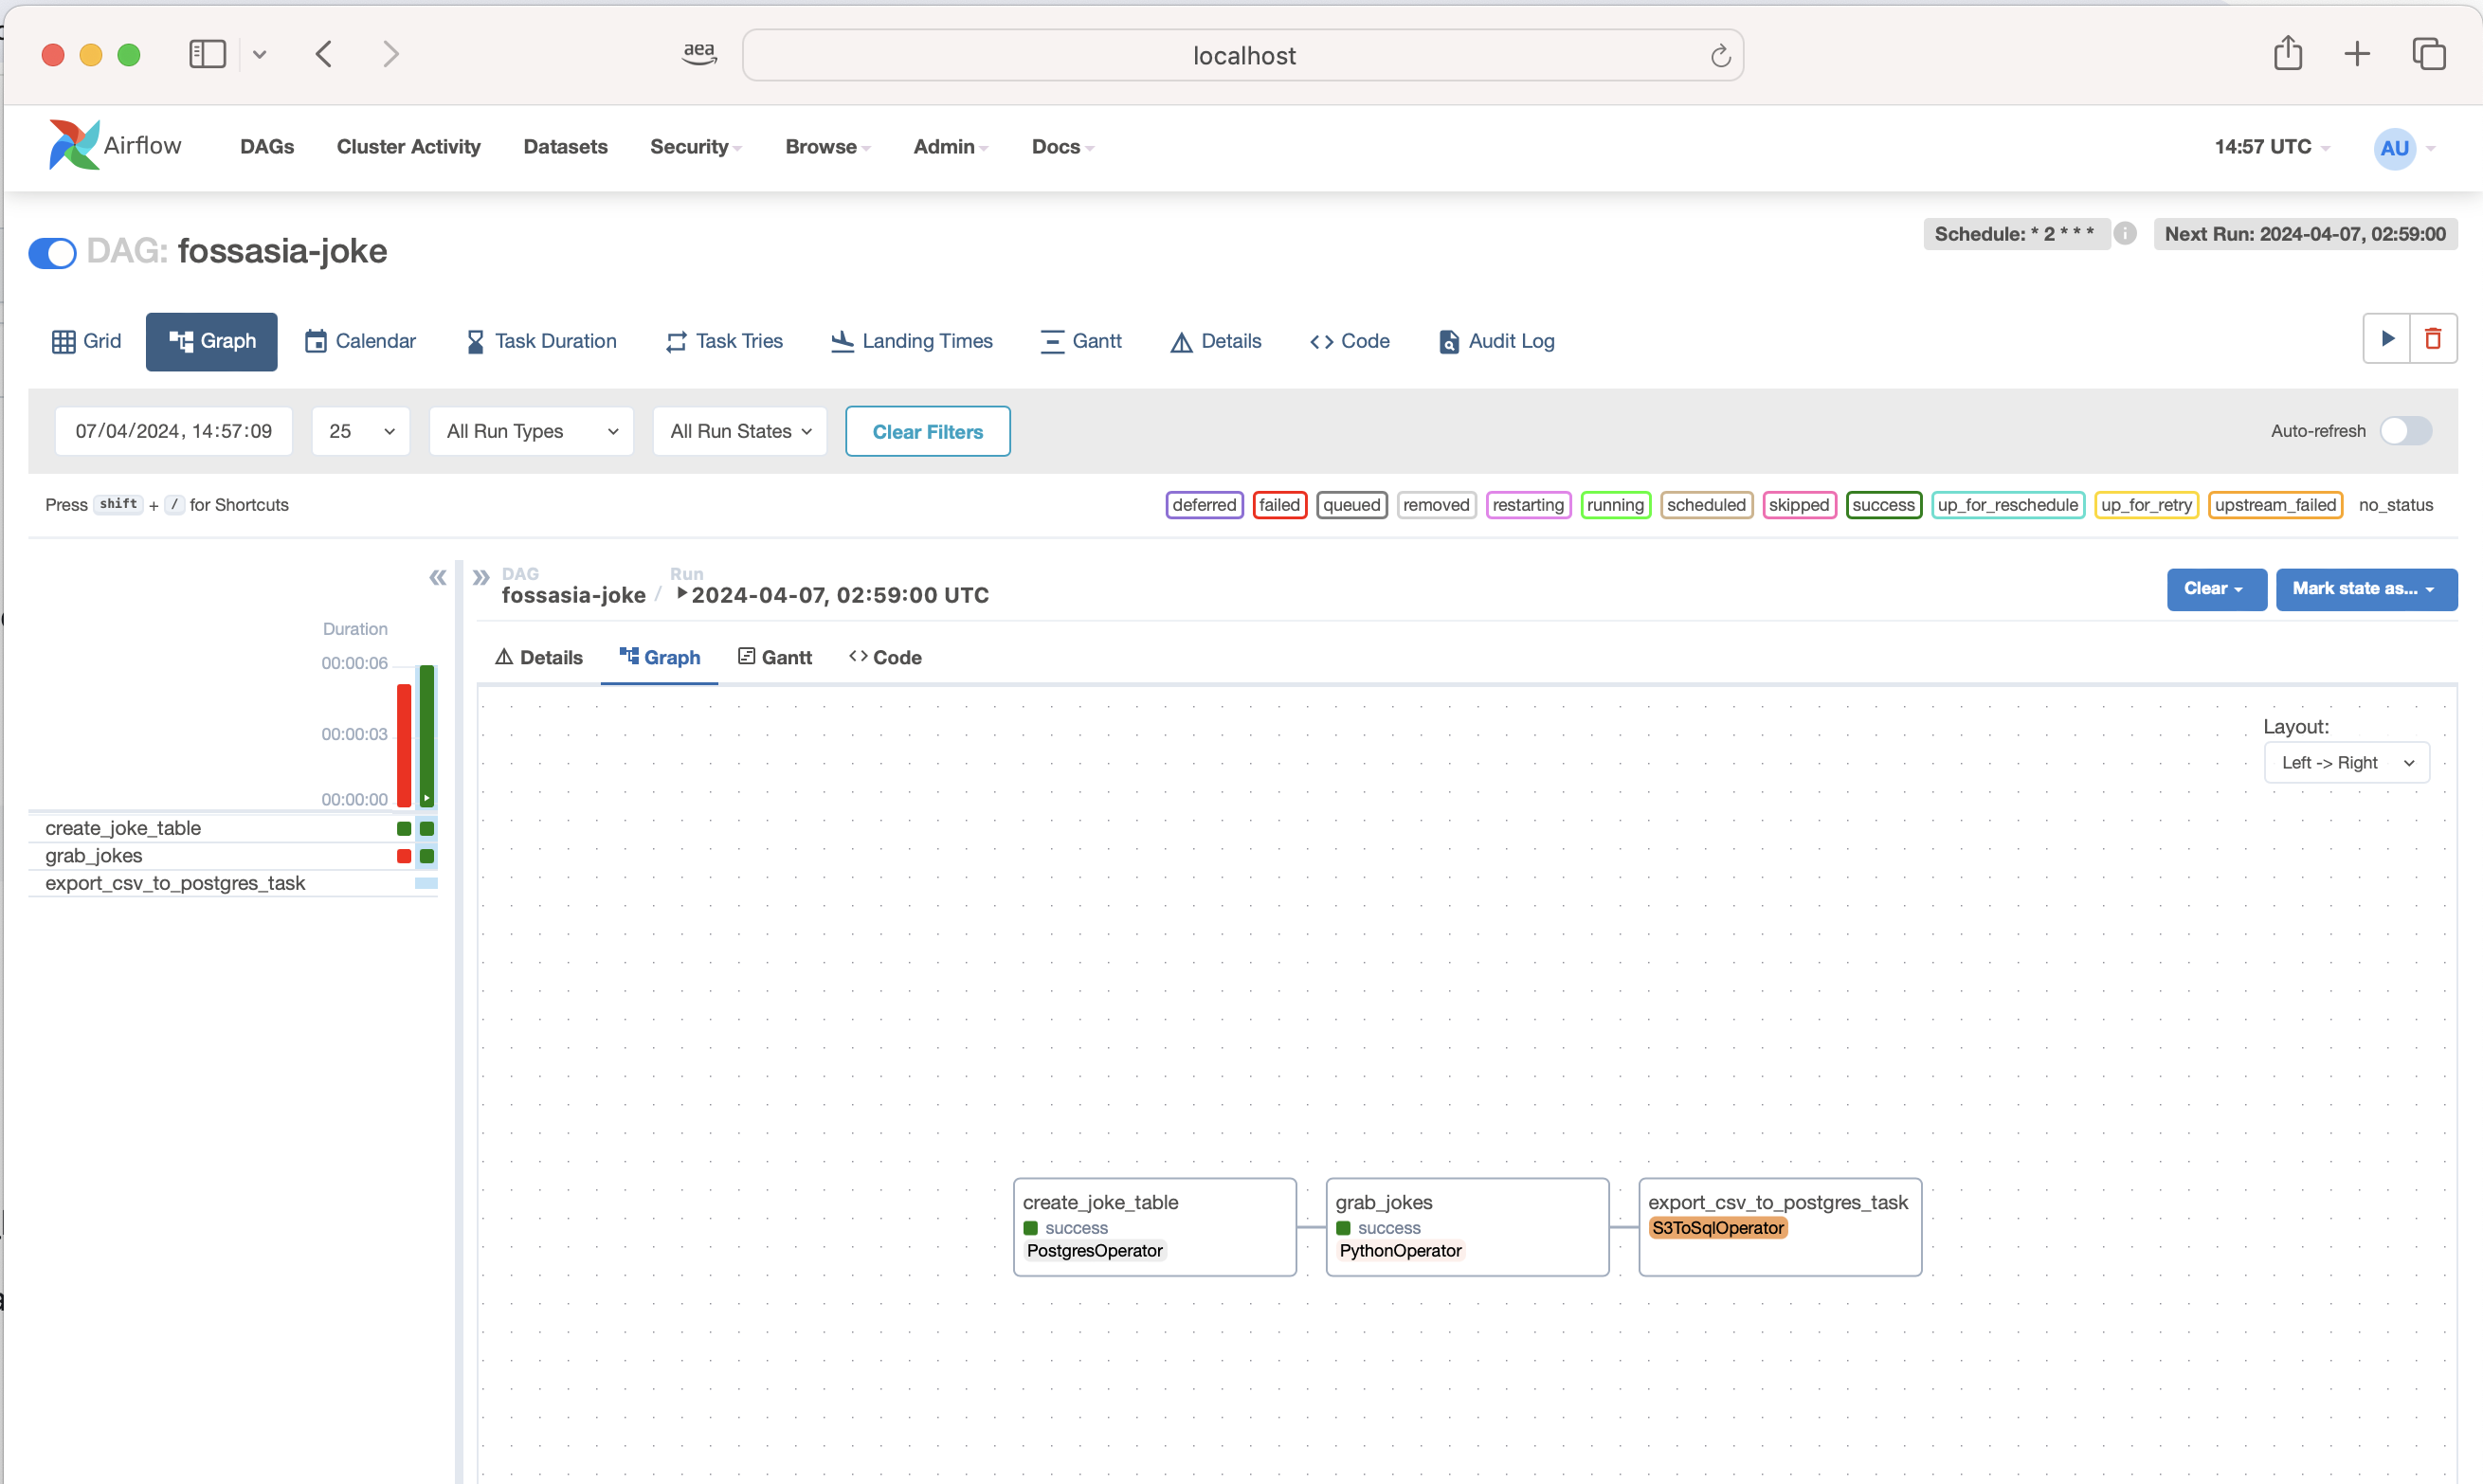 aea
localhost
Airflow DAGs Cluster Activity Datasets Security Browse Admin Docs 14:57 UTC AU
DAG: fossasia-joke
Schedule: * 2 * * * i Next Run: 2024-04-07, 02:59:00
Grid Graph Calendar Task Duration Task Tries Landing Times Gantt Details Code Audit Log
07/04/2024, 14:57:09 25 All Run Types All Run States Clear Filters Auto-refresh
Press shift + / for Shortcuts
deferred failed queued removed restarting running scheduled skipped success up_for_reschedule up_for_retry upstream_failed no_status
DAG Run
fossasia-joke / 2024-04-07, 02:59:00 UTC
Clear Mark state as...
Details Graph Gantt Code
Duration
00:00:06
00:00:03
00:00:00
create_joke_table
grab_jokes
export_csv_to_postgres_task
Layout:
Left -> Right
create_joke_table
success
PostgresOperator
grab_jokes
success
PythonOperator
export_csv_to_postgres_task
S3ToSqlOperator